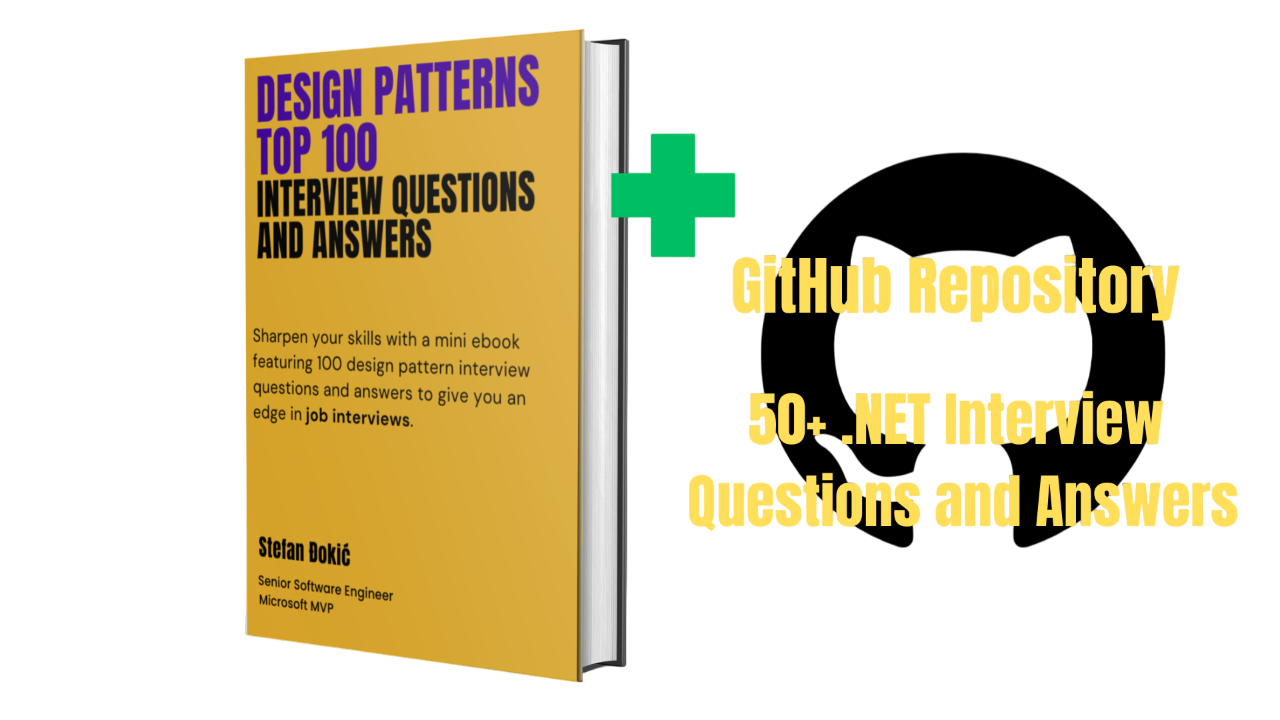 DESIGN PATTERNS
TOP 100
INTERVIEW QUESTIONS
AND ANSWERS
Sharpen your skills with a mini ebook
featuring 100 design pattern interview
questions and answers to give you an
edge in job interviews.
Stefan Đokić
Senior Software Engineer
Microsoft MVP
GitHub Repository
50+ .NET Interview
Questions and Answers